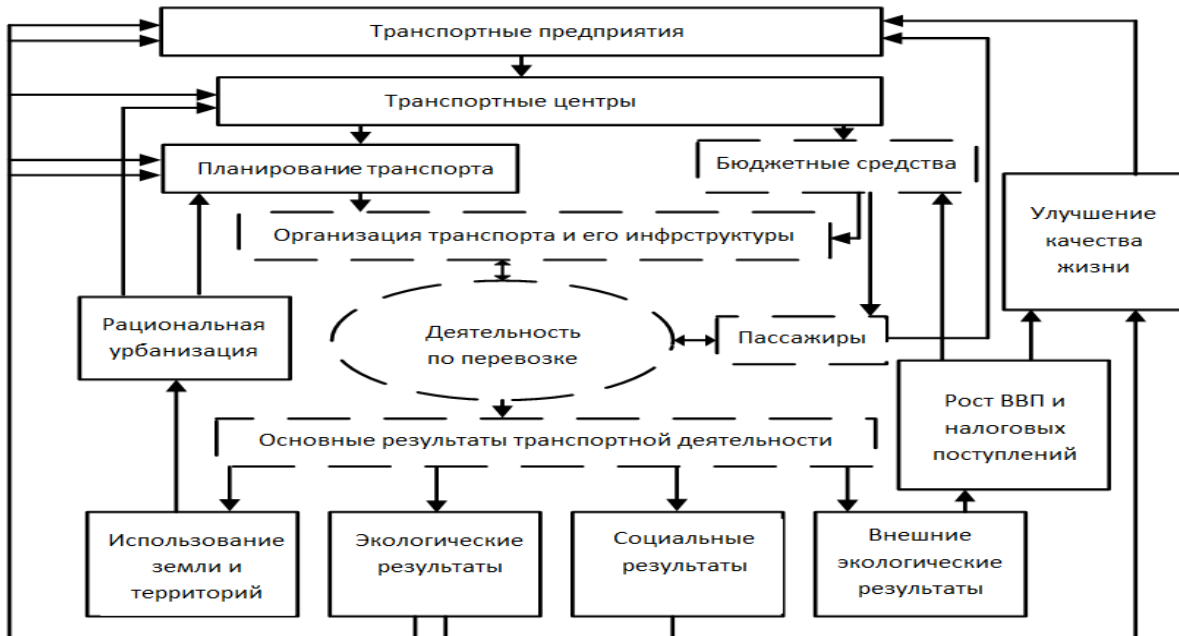 Транспортные предприятия
Транспортные центры
Планирование транспорта
Бюджетные средства
Улучшение
качества
жизни
Организация транспорта и его инфрструктуры
Рациональная
урбанизация
Деятельность
по перевозке
Пассажиры
Рост ВВП и
налоговых
поступлений
Основные результаты транспортной деятельности
Использование
земли и
территорий
Экологические
результаты
Социальные
результаты
Внешние
экологические
результаты